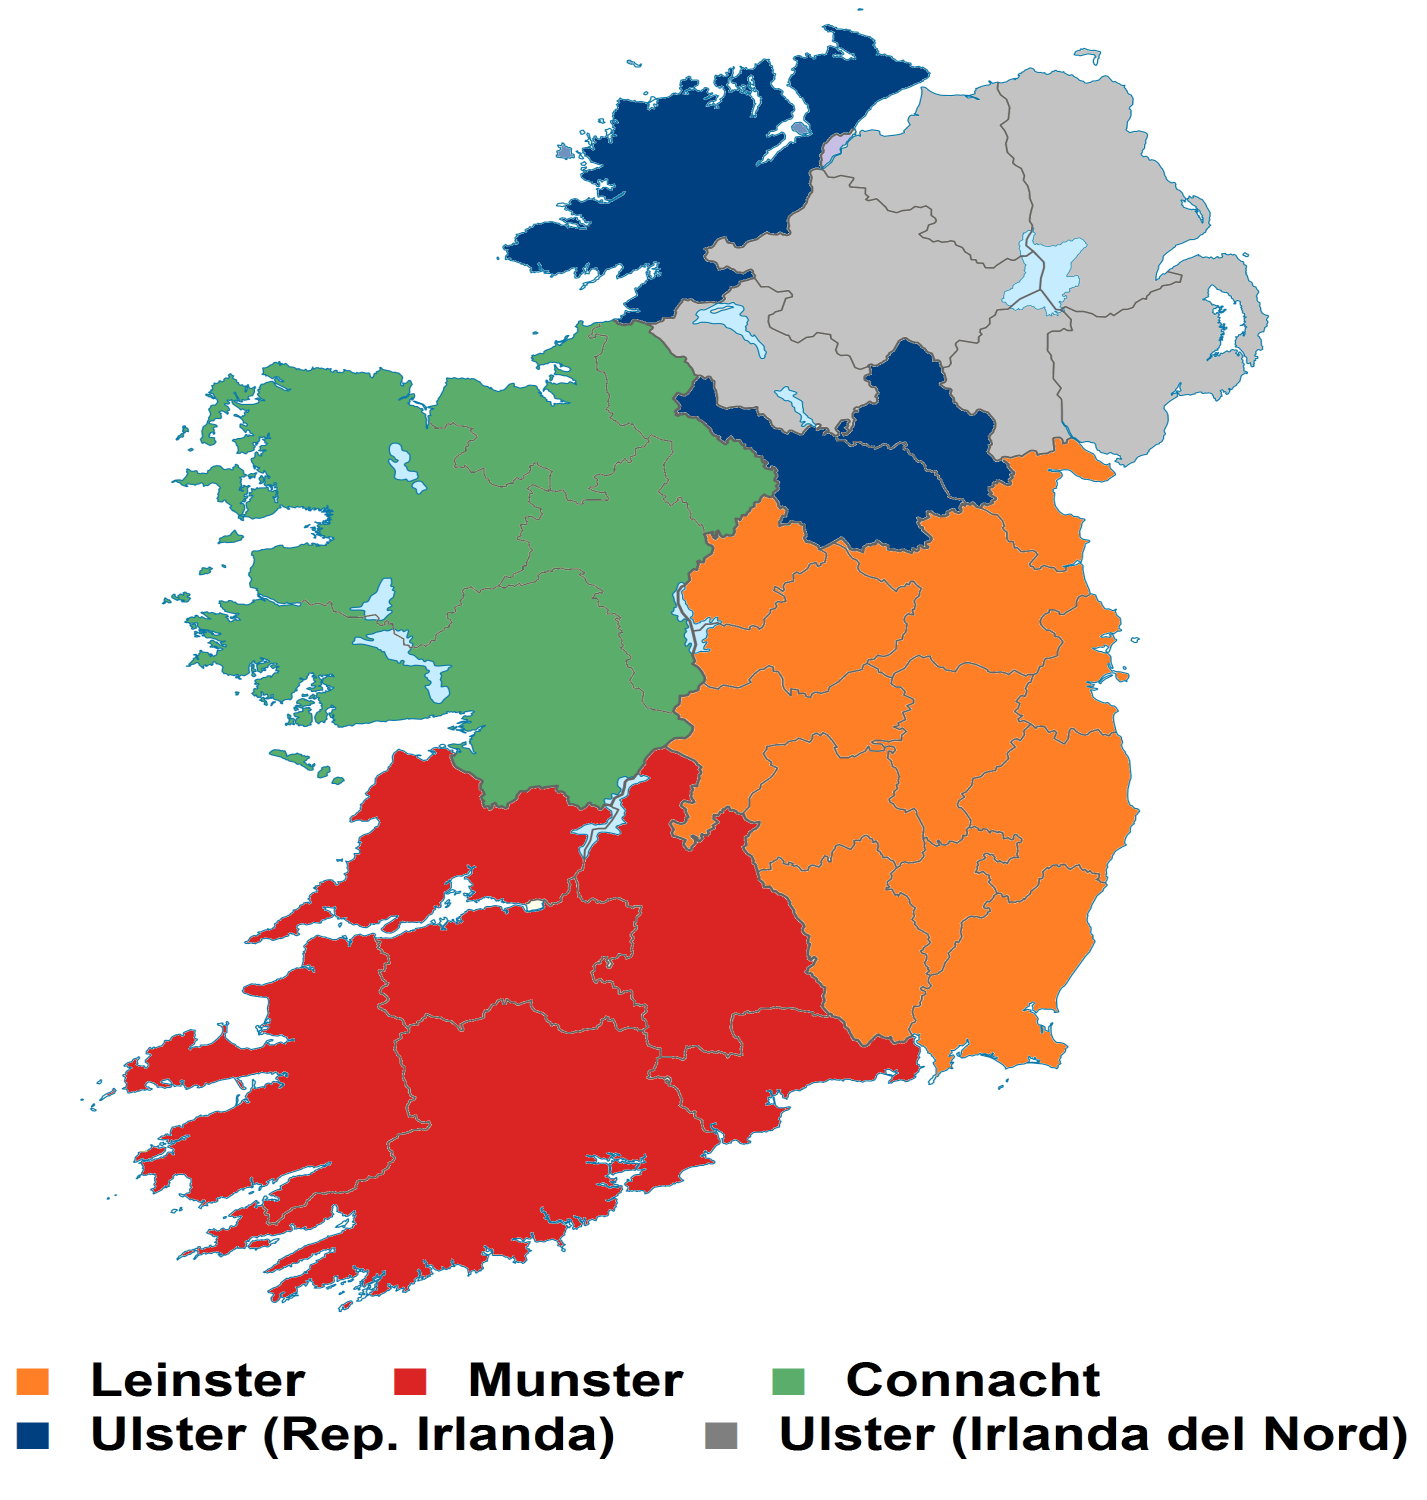 Leinster Munster Connacht
Ulster (Rep. Irlanda) Ulster (Irlanda del Nord)